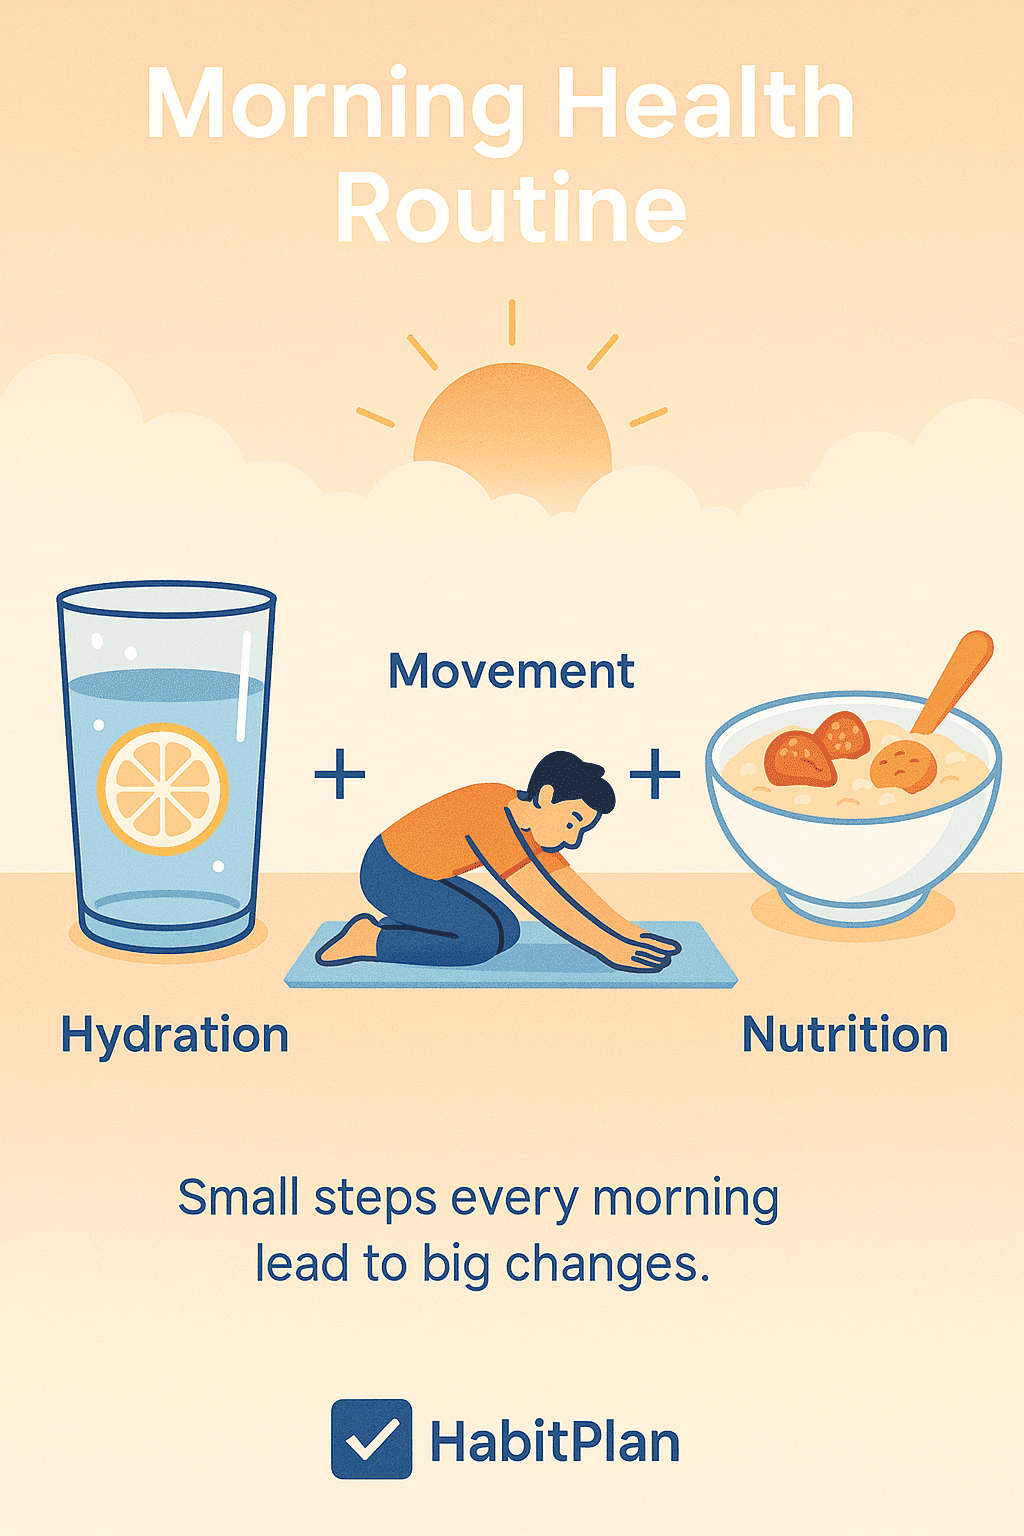 Morning Health
Routine
Movement
+ +
Hydration
Nutrition
Small steps every morning
lead to big changes.
HabitPlan